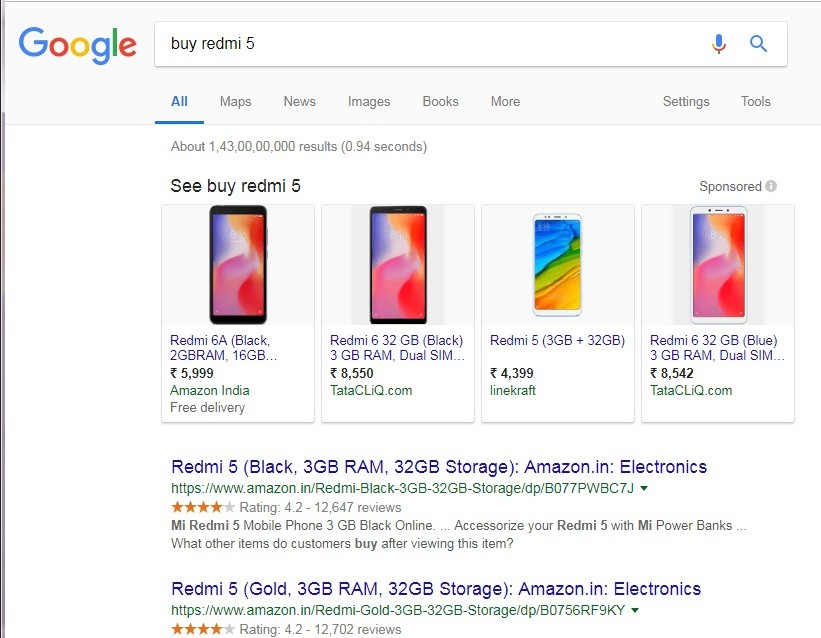 Google
buy redmi 5
All Maps News Images Books More Settings Tools
About 1,43,00,00,000 results (0.94 seconds)
See buy redmi 5
Sponsored
Redmi 6A (Black,
2GBRAM, 16GB…
₹ 5,999
Amazon India
Free delivery
Redmi 6 32 GB (Black)
3 GB RAM, Dual SIM…
₹ 8,550
TataCLiQ.com
Redmi 5 (3GB + 32GB)
₹ 4,399
linekraft
Redmi 6 32 GB (Blue)
3 GB RAM, Dual SIM…
₹ 8,542
TataCLiQ.com
Redmi 5 (Black, 3GB RAM, 32GB Storage): Amazon.in: Electronics
https://www.amazon.in/Redmi-Black-3GB-32GB-Storage/dp/B077PWBC7J
Rating: 4.2 - 12,647 reviews
Mi Redmi 5 Mobile Phone 3 GB Black Online. ... Accessorize your Redmi 5 with Mi Power Banks ...
What other items do customers buy after viewing this item?
Redmi 5 (Gold, 3GB RAM, 32GB Storage): Amazon.in: Electronics
https://www.amazon.in/Redmi-Gold-3GB-32GB-Storage/dp/B0756RF9KY
Rating: 4.2 - 12,702 reviews